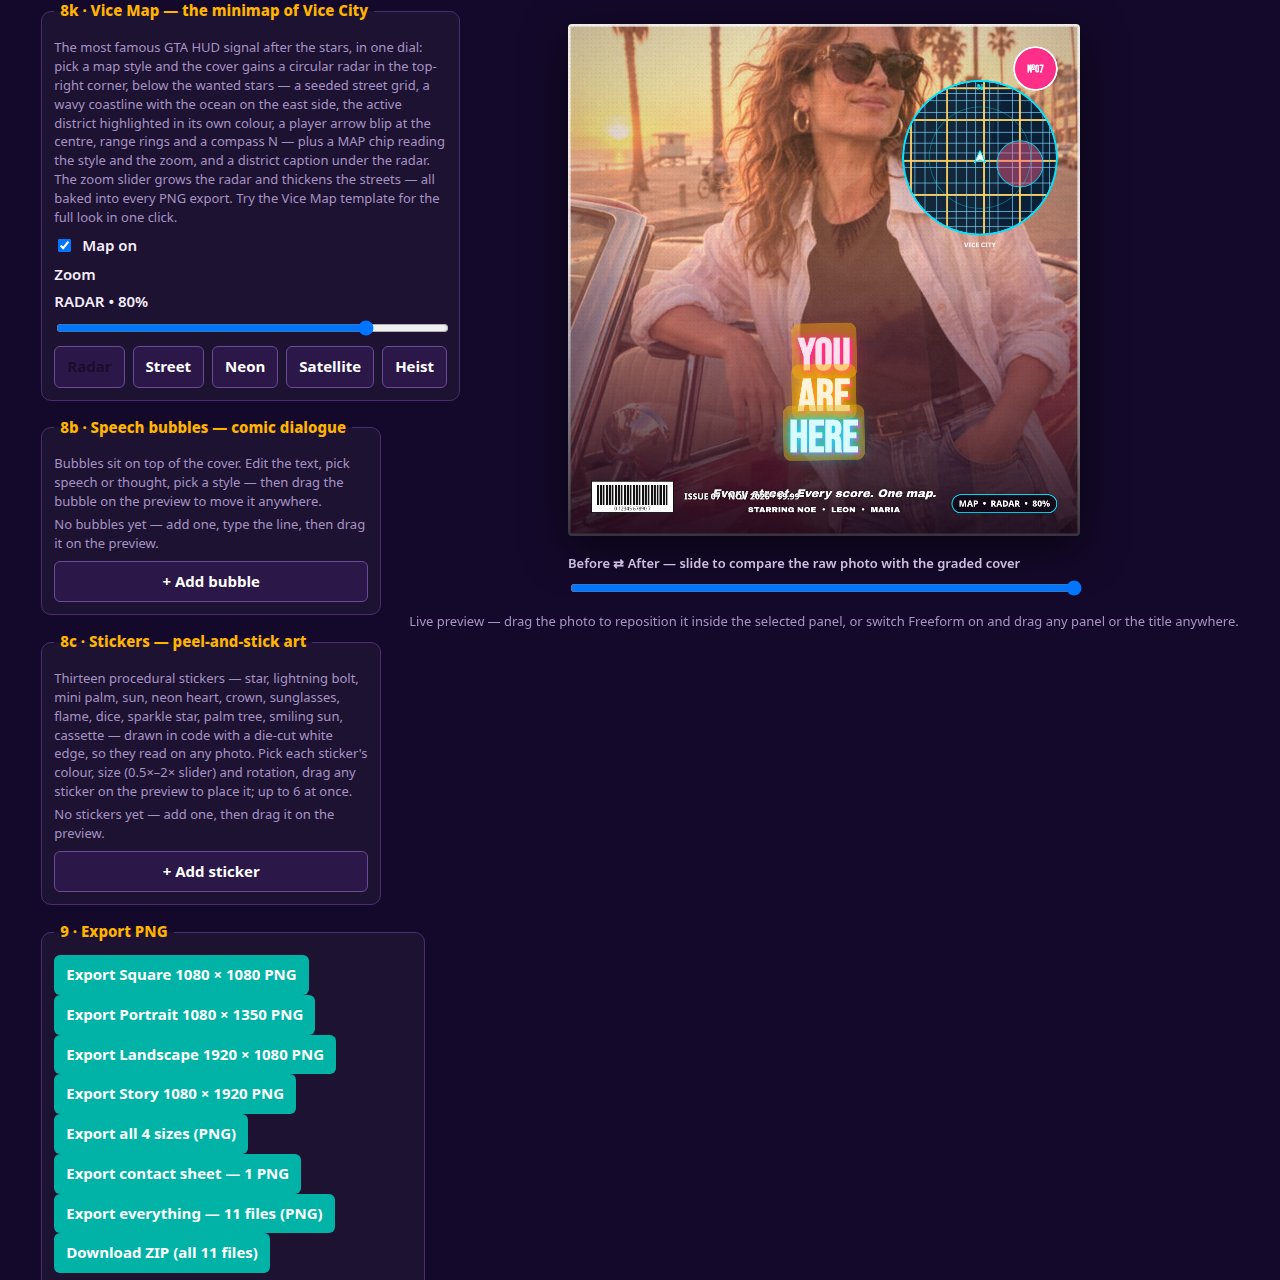 8k · Vice Map — the minimap of Vice City
The most famous GTA HUD signal after the stars, in one dial:
pick a map style and the cover gains a circular radar in the top-
right corner, below the wanted stars — a seeded street grid, a
wavy coastline with the ocean on the east side, the active
district highlighted in its own colour, a player arrow blip at the
centre, range rings and a compass N — plus a MAP chip reading
the style and the zoom, and a district caption under the radar.
The zoom slider grows the radar and thickens the streets — all
baked into every PNG export. Try the Vice Map template for the
full look in one click.
Map on
Zoom
RADAR • 80%
Radar
Street
Neon
Satellite
Heist
8b · Speech bubbles — comic dialogue
Bubbles sit on top of the cover. Edit the text, pick
speech or thought, pick a style — then drag the
bubble on the preview to move it anywhere.
No bubbles yet — add one, type the line, then drag
it on the preview.
+ Add bubble
8c · Stickers — peel-and-stick art
Thirteen procedural stickers — star, lightning bolt,
mini palm, sun, neon heart, crown, sunglasses,
flame, dice, sparkle star, palm tree, smiling sun,
cassette — drawn in code with a die-cut white
edge, so they read on any photo. Pick each sticker's
colour, size (0.5×–2× slider) and rotation, drag any
sticker on the preview to place it; up to 6 at once.
No stickers yet — add one, then drag it on the
preview.
+ Add sticker
9 · Export PNG
Export Square 1080 × 1080 PNG
Export Portrait 1080 × 1350 PNG
Export Landscape 1920 × 1080 PNG
Export Story 1080 × 1920 PNG
Export all 4 sizes (PNG)
Export contact sheet — 1 PNG
Export everything — 11 files (PNG)
Download ZIP (all 11 files)
Nº07
VICE CITY
YOU
ARE
HERE
ISSUE 07 • NOV 2026 • $9.99
Every street. Every score. One map.
STARRING NOE • LEON • MARIA
MAP • RADAR • 80%
Before ⇄ After — slide to compare the raw photo with the graded cover
Live preview — drag the photo to reposition it inside the selected panel, or switch Freeform on and drag any panel or the title anywhere.